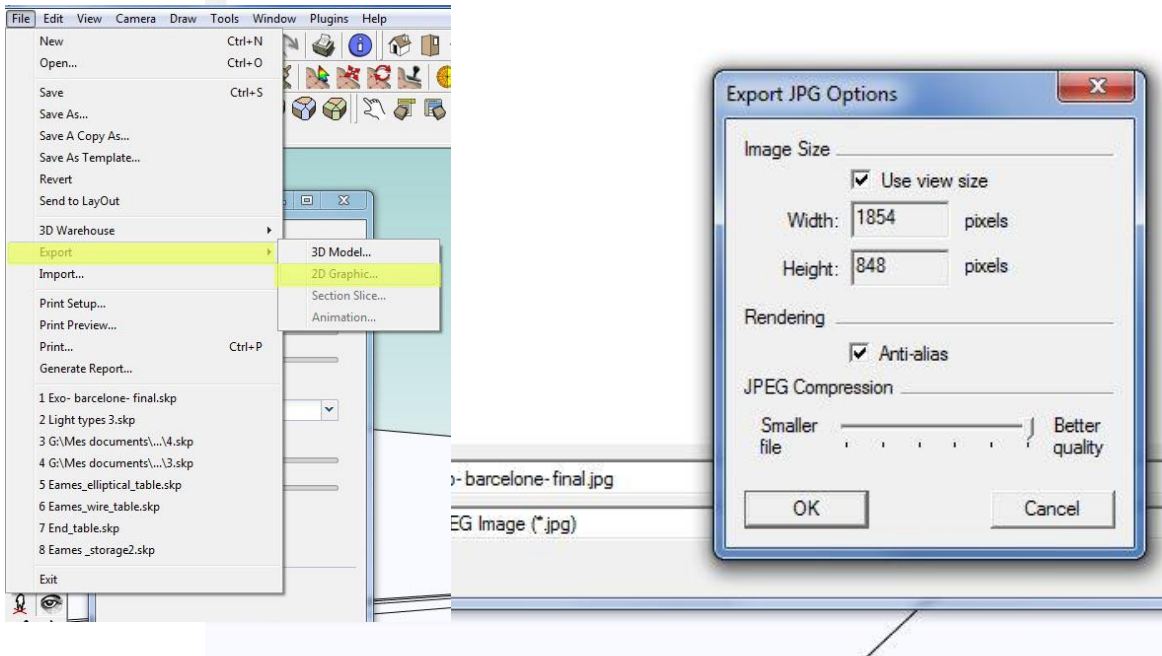 File Edit View Camera Draw Tools Window Plugins Help
New Ctrl+N
Open... Ctrl+O
Save Ctrl+S
Save As...
Save A Copy As...
Save As Template...
Revert
Send to LayOut
3D Warehouse
Export
Import...
Print Setup...
Print Preview...
Print... Ctrl+P
Generate Report...
1 Exo- barcelone- final.skp
2 Light types 3.skp
3 G:\Mes documents\...\4.skp
4 G:\Mes documents\...\3.skp
5 Eames_elliptical_table.skp
6 Eames_wire_table.skp
7 End_table.skp
8 Eames _storage2.skp
Exit
3D Model...
2D Graphic...
Section Slice...
Animation...
Export JPG Options
Image Size
Use view size
Width: 1854 pixels
Height: 848 pixels
Rendering
Anti-alias
JPEG Compression
Smaller file
Better quality
OK Cancel
- barcelone- final.jpg
EG Image (*.jpg)